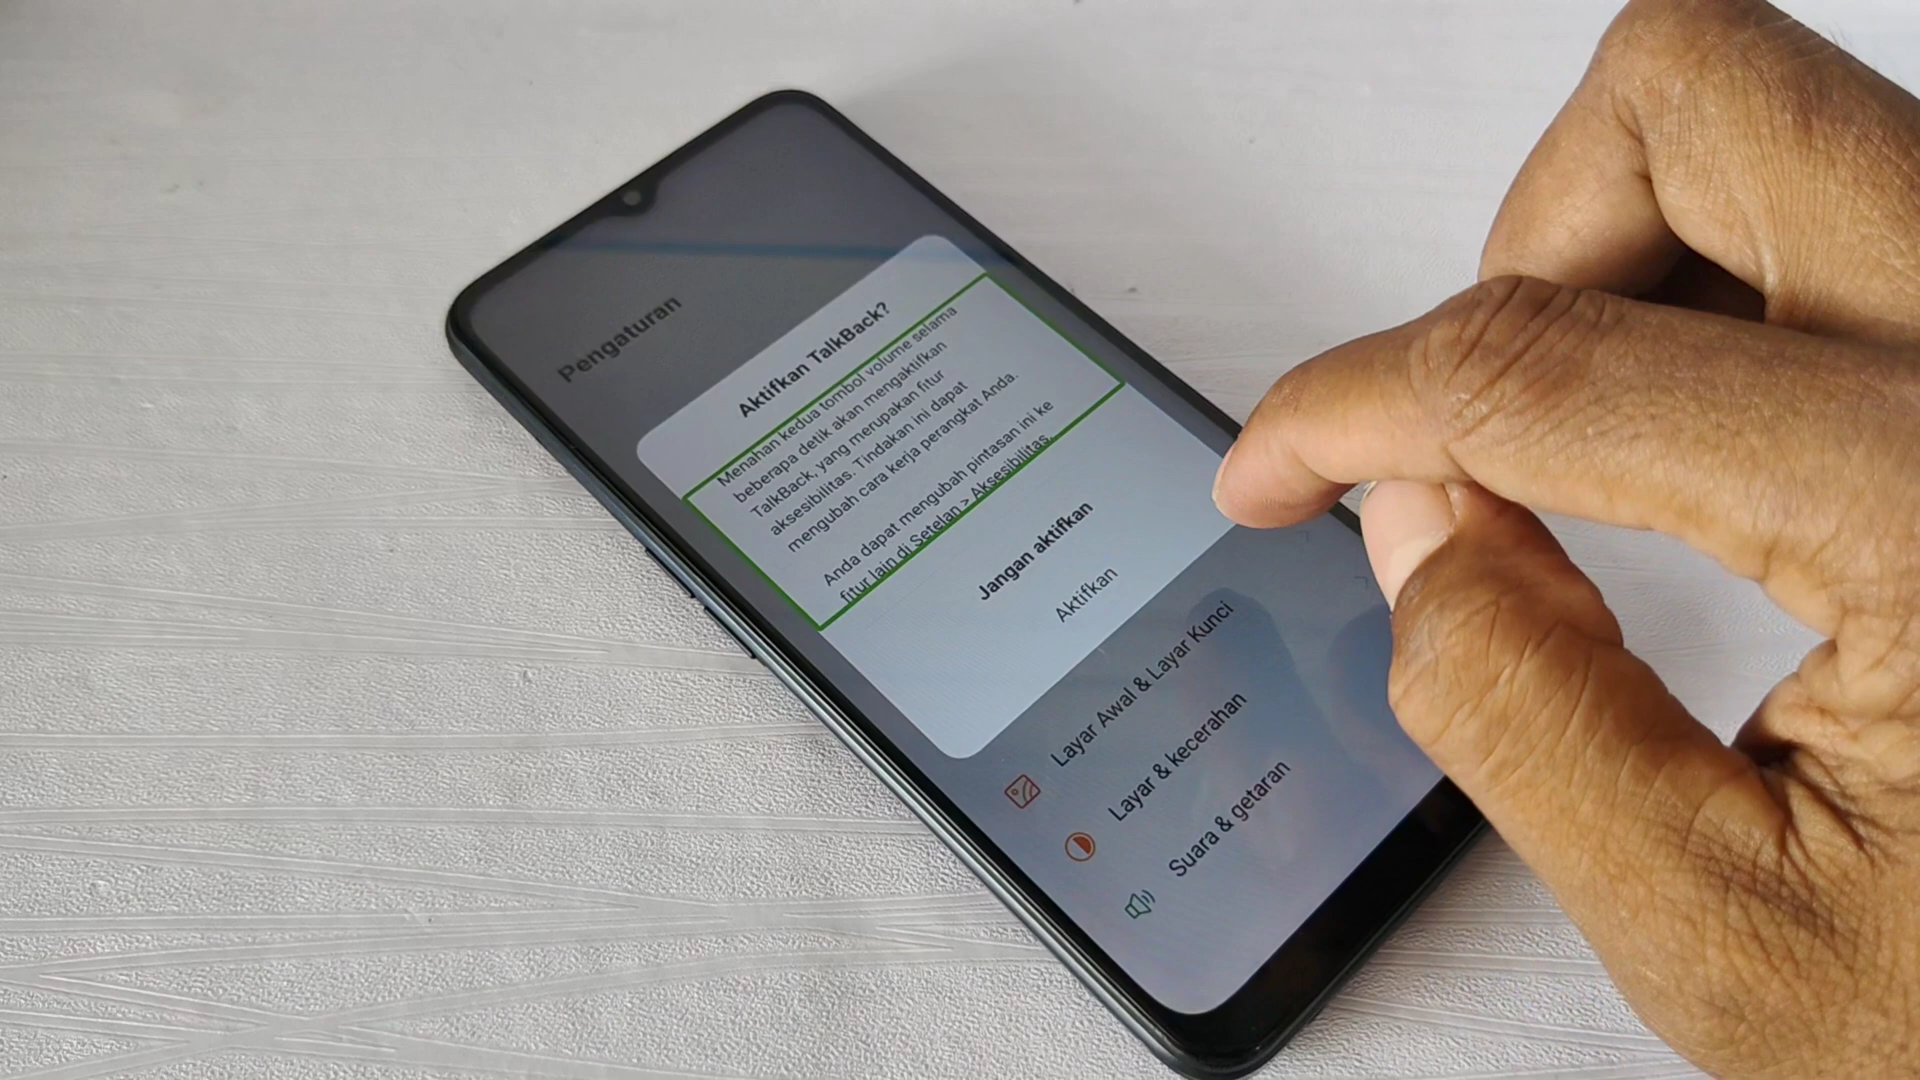 Pengaturan
Aktifkan TalkBack?
Menahan kedua tombol volume selama
beberapa detik akan mengaktifkan
TalkBack, yang merupakan fitur
aksesibilitas. Tindakan ini dapat
mengubah cara kerja perangkat Anda.
Anda dapat mengubah pintasan ini ke
fitur lain di Setelan > Aksesibilitas.
Jangan aktifkan
Aktifkan
Layar Awal & Layar Kunci
Layar & kecerahan
Suara & getaran